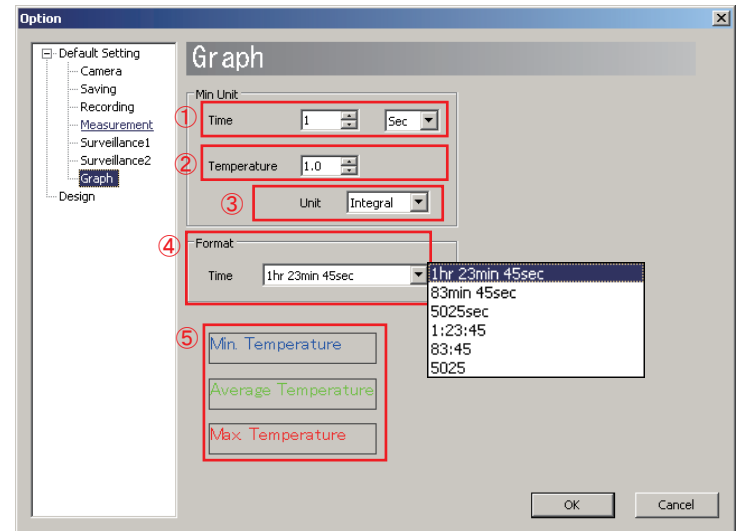 Option
Default Setting
Camera
Saving
Recording
Measurement
Surveillance1
Surveillance2
Graph
Design
Graph
Min Unit
① Time 1 Sec
② Temperature 1.0
③ Unit Integral
④ Format
Time 1hr 23min 45sec
1hr 23min 45sec
83min 45sec
5025sec
1:23:45
83:45
5025
⑤ Min. Temperature
Average Temperature
Max. Temperature
OK Cancel